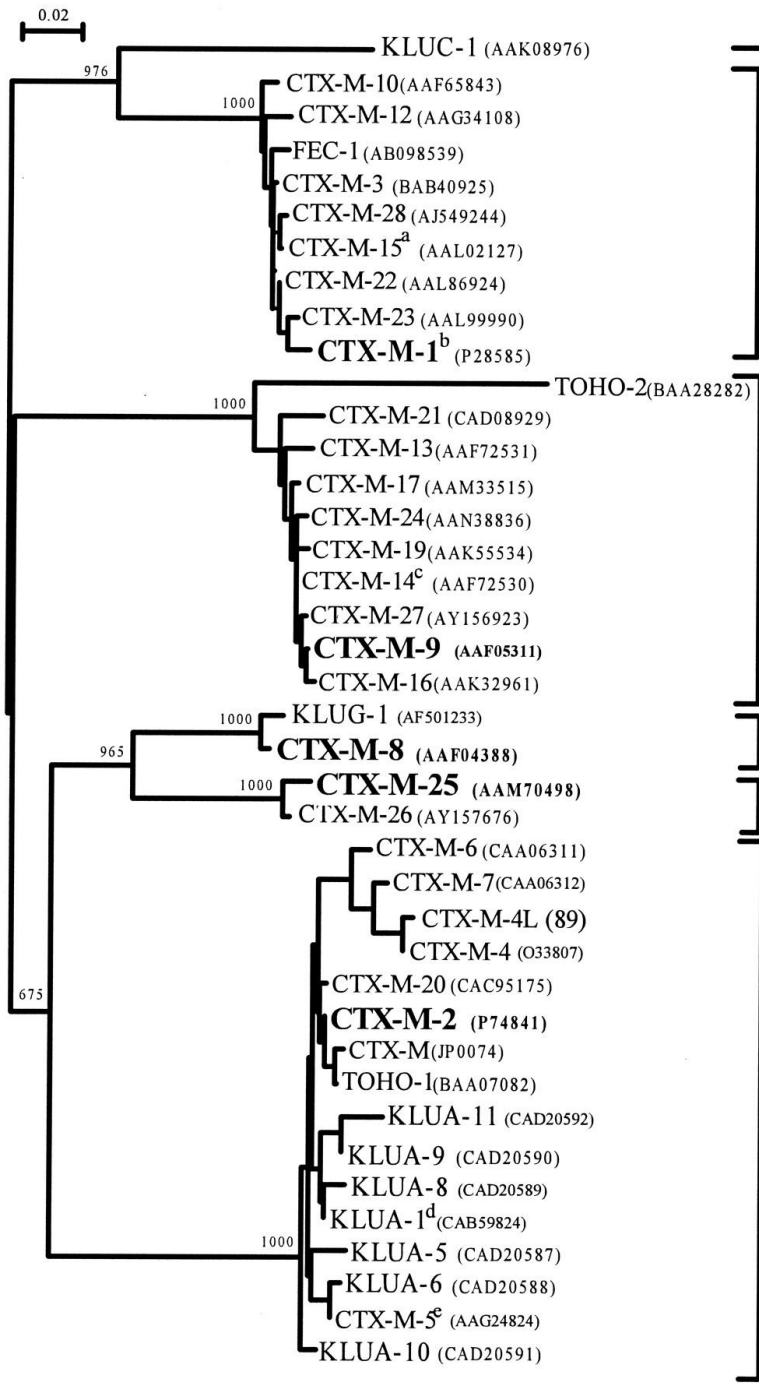 0.02
KLUC-1 (AAK08976)
976
CTX-M-10(AAF65843)
1000
CTX-M-12 (AAG34108)
FEC-1 (AB098539)
CTX-M-3 (BAB40925)
CTX-M-28 (AJ549244)
CTX-M-15a (AAL02127)
CTX-M-22 (AAL86924)
CTX-M-23 (AAL99990)
CTX-M-1b (P28585)
TOHO-2(BAA28282)
1000
CTX-M-21 (CAD08929)
CTX-M-13 (AAF72531)
CTX-M-17 (AAM33515)
CTX-M-24(AAN38836)
CTX-M-19(AAK55534)
CTX-M-14c (AAF72530)
CTX-M-27(AY156923)
CTX-M-9 (AAF05311)
CTX-M-16(AAK32961)
KLUG-1 (AF501233)
1000
CTX-M-8 (AAF04388)
965
CTX-M-25 (AAM70498)
1000
CTX-M-26 (AY157676)
CTX-M-6 (CAA06311)
CTX-M-7(CAA06312)
CTX-M-4L (89)
CTX-M-4 (O33807)
CTX-M-20(CAC95175)
675
CTX-M-2 (P74841)
CTX-M(JP0074)
TOHO-1(BAA07082)
KLUA-11 (CAD20592)
KLUA-9 (CAD20590)
KLUA-8 (CAD20589)
KLUA-1d(CAB59824)
1000
KLUA-5 (CAD20587)
KLUA-6 (CAD20588)
CTX-M-5e (AAG24824)
KLUA-10 (CAD20591)